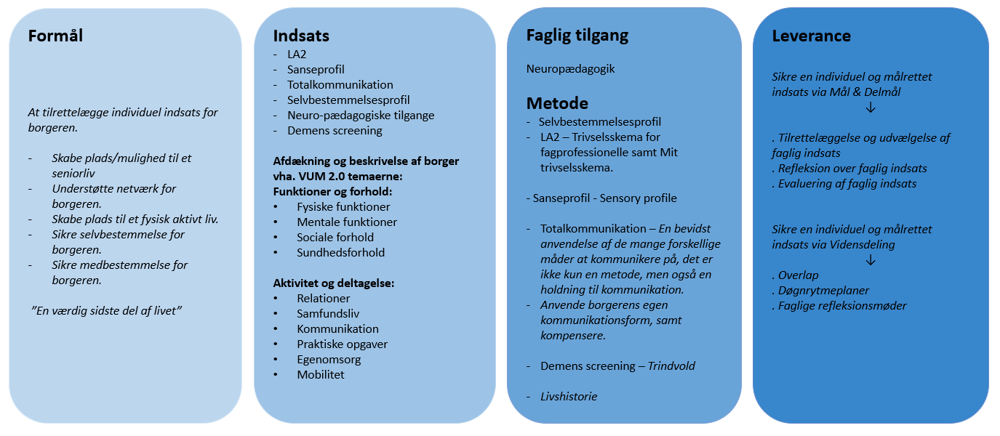 Formål
At tilrettelægge individuel indsats for
borgeren.
- Skabe plads/mulighed til et
seniorliv
- Understøtte netværk for
borgeren.
- Skabe plads til et fysisk aktivt liv.
- Sikre selvbestemmelse for
borgeren.
- Sikre medbestemmelse for
borgeren.
”En værdig sidste del af livet”
Indsats
- LA2
- Sanseprofil
- Totalkommunikation
- Selvbestemmelsesprofil
- Neuro-pædagogiske tilgange
- Demens screening
Afdækning og beskrivelse af borger
vha. VUM 2.0 temaerne:
Funktioner og forhold:
• Fysiske funktioner
• Mentale funktioner
• Sociale forhold
• Sundhedsforhold
Aktivitet og deltagelse:
• Relationer
• Samfundsliv
• Kommunikation
• Praktiske opgaver
• Egenomsorg
• Mobilitet
Faglig tilgang
Neuropædagogik
Metode
- Selvbestemmelsesprofil
- LA2 – Trivselsskema for
fagprofessionelle samt Mit
trivselsskema.
- Sanseprofil - Sensory profile
- Totalkommunikation – En bevidst
anvendelse af de mange forskellige
måder at kommunikere på, det er
ikke kun en metode, men også en
holdning til kommunikation.
- Anvende borgerens egen
kommunikationsform, samt
kompensere.
- Demens screening – Trindvold
- Livshistorie
Leverance
Sikre en individuel og målrettet
indsats via Mål & Delmål
↓
. Tilrettelæggelse og udvælgelse af
faglig indsats
. Refleksion over faglig indsats
. Evaluering af faglig indsats
Sikre en individuel og målrettet
indsats via Vidensdeling
↓
. Overlap
. Døgnrytmeplaner
. Faglige refleksionsmøder